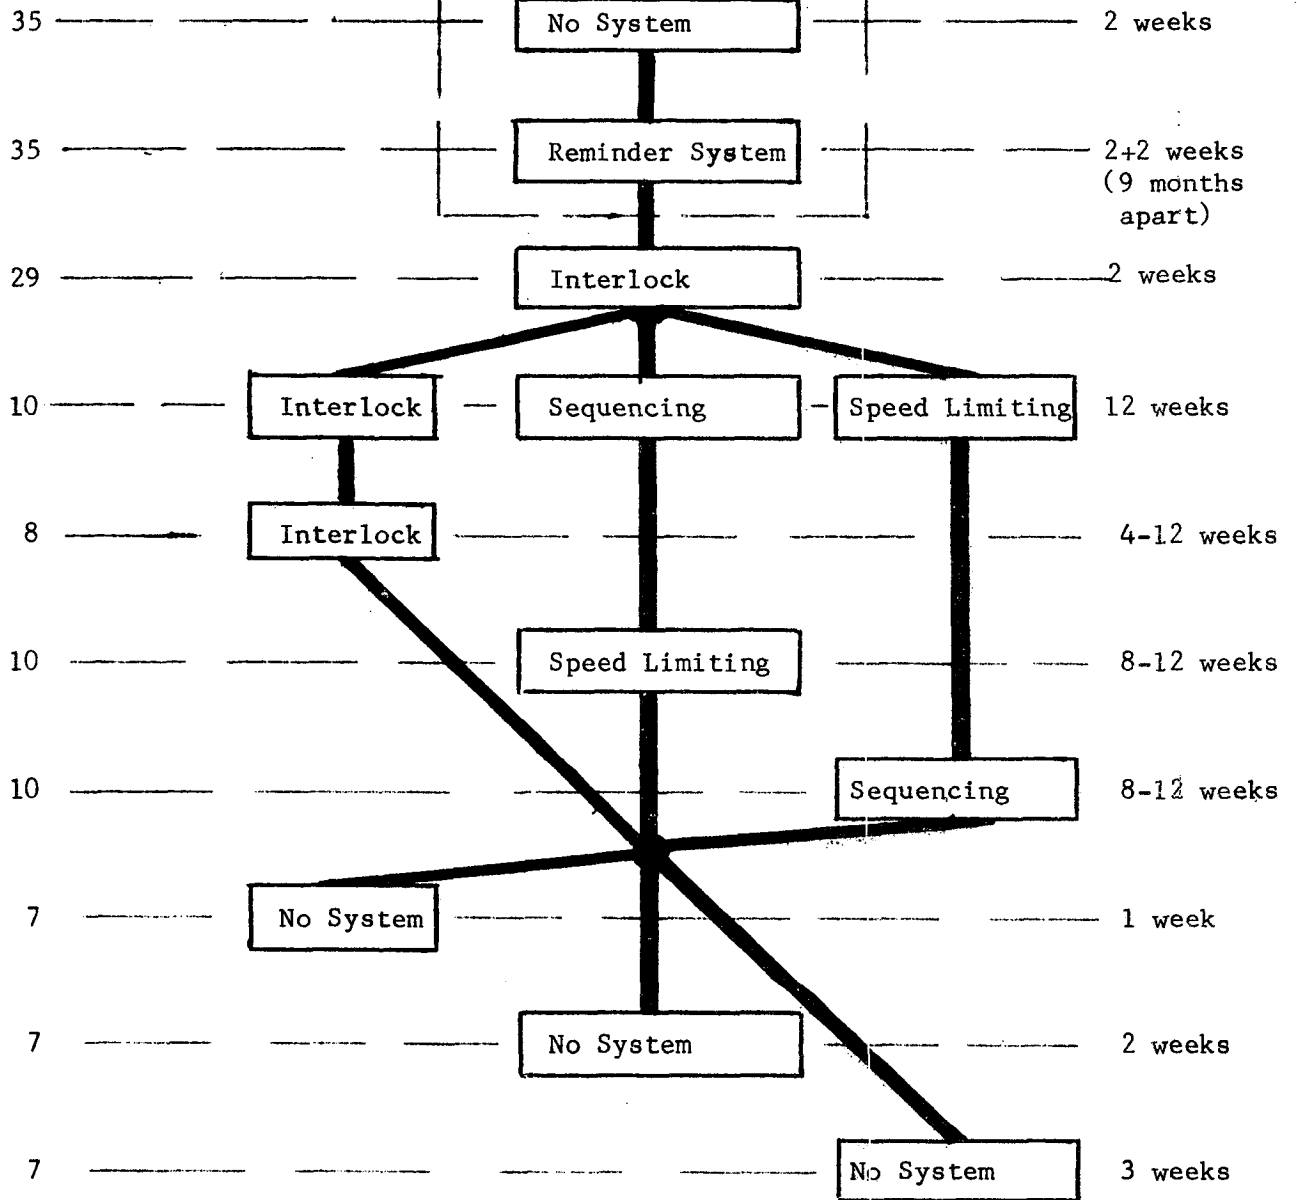 35 No System 2 weeks
35 Reminder System 2+2 weeks
(9 months
apart)
29 Interlock 2 weeks
10 Interlock Sequencing Speed Limiting 12 weeks
8 Interlock 4-12 weeks
10 Speed Limiting 8-12 weeks
10 Sequencing 8-12 weeks
7 No System 1 week
7 No System 2 weeks
7 No System 3 weeks